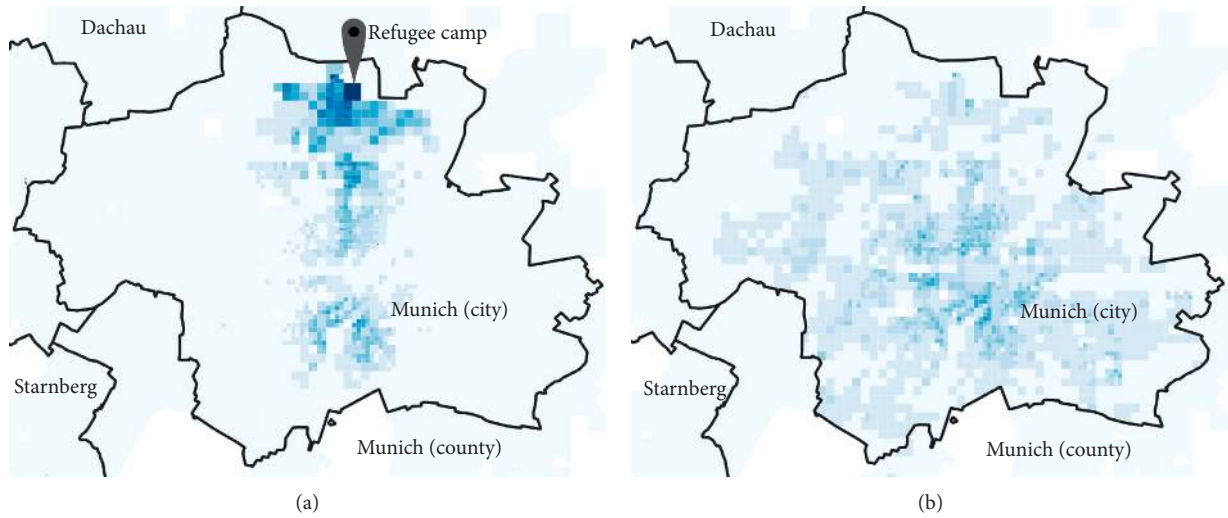 Dachau
Refugee camp
Munich (city)
Starnberg
Munich (county)
(a)
Dachau
Munich (city)
Starnberg
Munich (county)
(b)